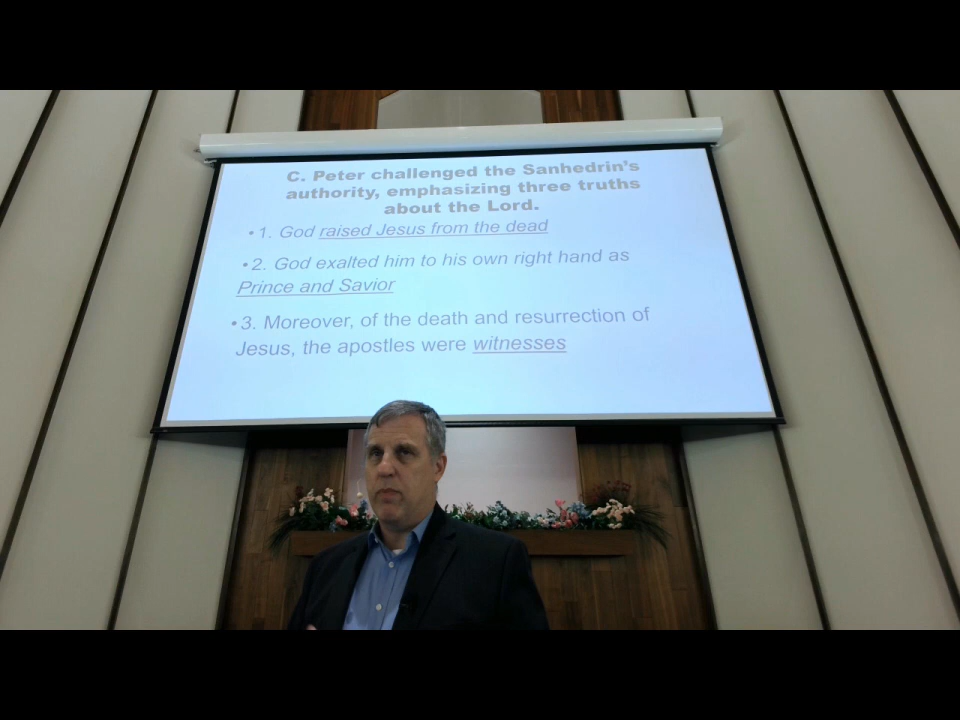 C. Peter challenged the Sanhedrin's
authority, emphasizing three truths
about the Lord.
•1. God raised Jesus from the dead
•2. God exalted him to his own right hand as
Prince and Savior
•3. Moreover, of the death and resurrection of
Jesus, the apostles were witnesses